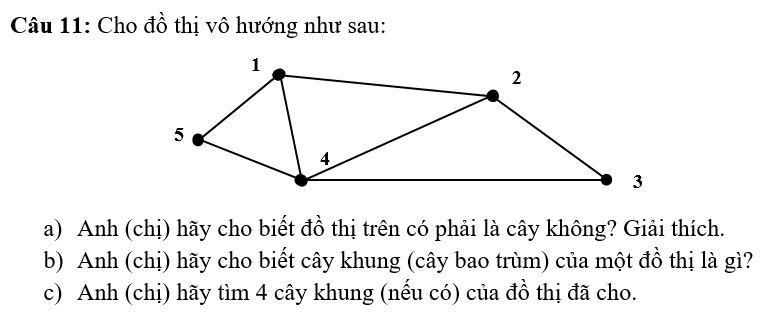 Câu 11: Cho đồ thị vô hướng như sau:
1
2
5
4
3
a) Anh (chị) hãy cho biết đồ thị trên có phải là cây không? Giải thích.
b) Anh (chị) hãy cho biết cây khung (cây bao trùm) của một đồ thị là gì?
c) Anh (chị) hãy tìm 4 cây khung (nếu có) của đồ thị đã cho.